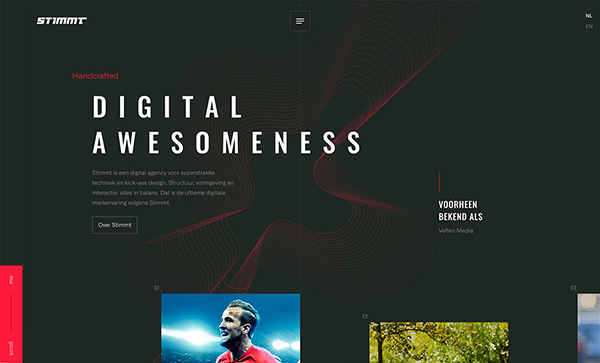 STIMMT
NL
EN
Handcrafted
DIGITAL
AWESOMENESS
Stimmt is een digital agency voor superstrakke
techniek en kick-ass design. Structuur, vormgeving en
interactie: alles in balans. Dat is de ultieme digitale
merkervaring volgens Stimmt.
Over Stimmt
VOORHEEN
BEKEND ALS
Velten Media
me
scroll
01
02
03